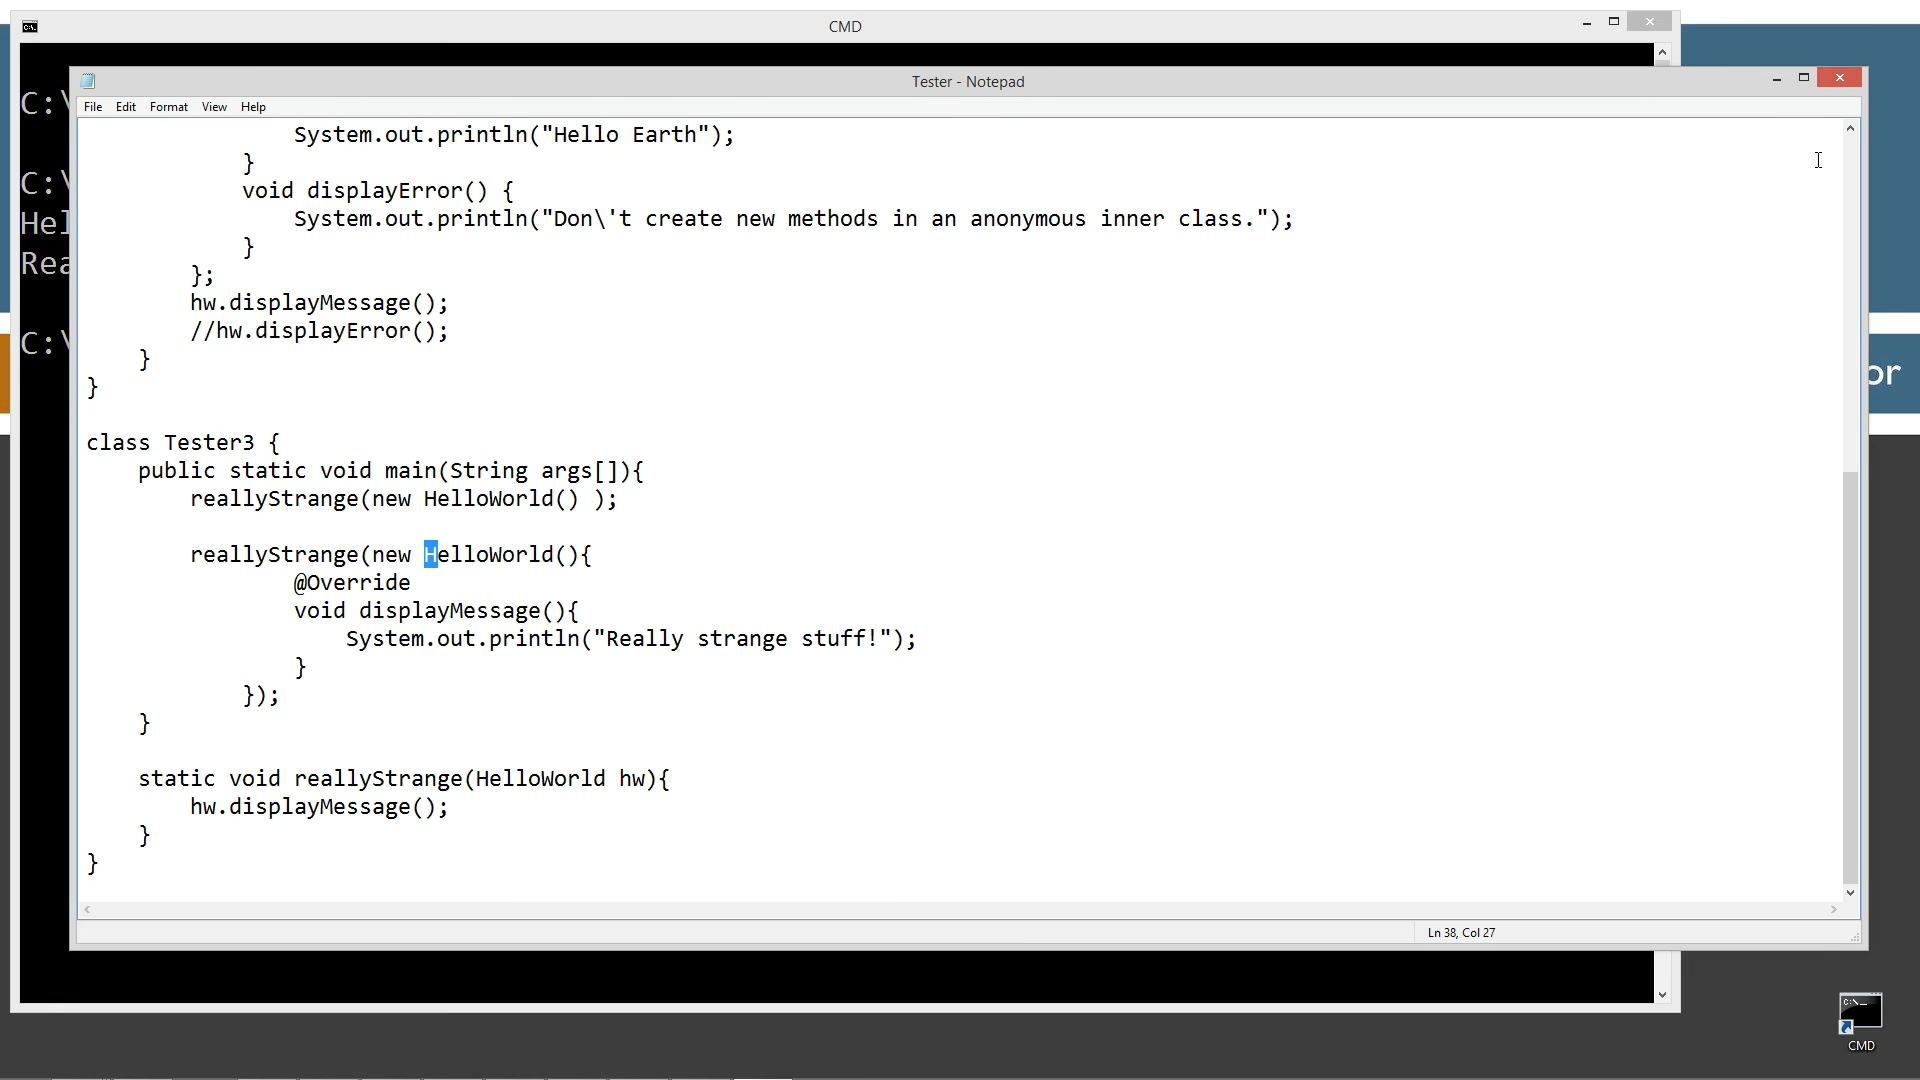 CMD
C:\
Tester - Notepad
File Edit Format View Help
System.out.println("Hello Earth");
}
void displayError() {
System.out.println("Don\'t create new methods in an anonymous inner class.");
}
};
hw.displayMessage();
//hw.displayError();
}
}
class Tester3 {
public static void main(String args[]){
reallyStrange(new HelloWorld() );
reallyStrange(new HelloWorld(){
@Override
void displayMessage(){
System.out.println("Really strange stuff!");
}
});
}
static void reallyStrange(HelloWorld hw){
hw.displayMessage();
}
}
Ln 38, Col 27
C:\
Hel
Rea
C:\
or
CMD